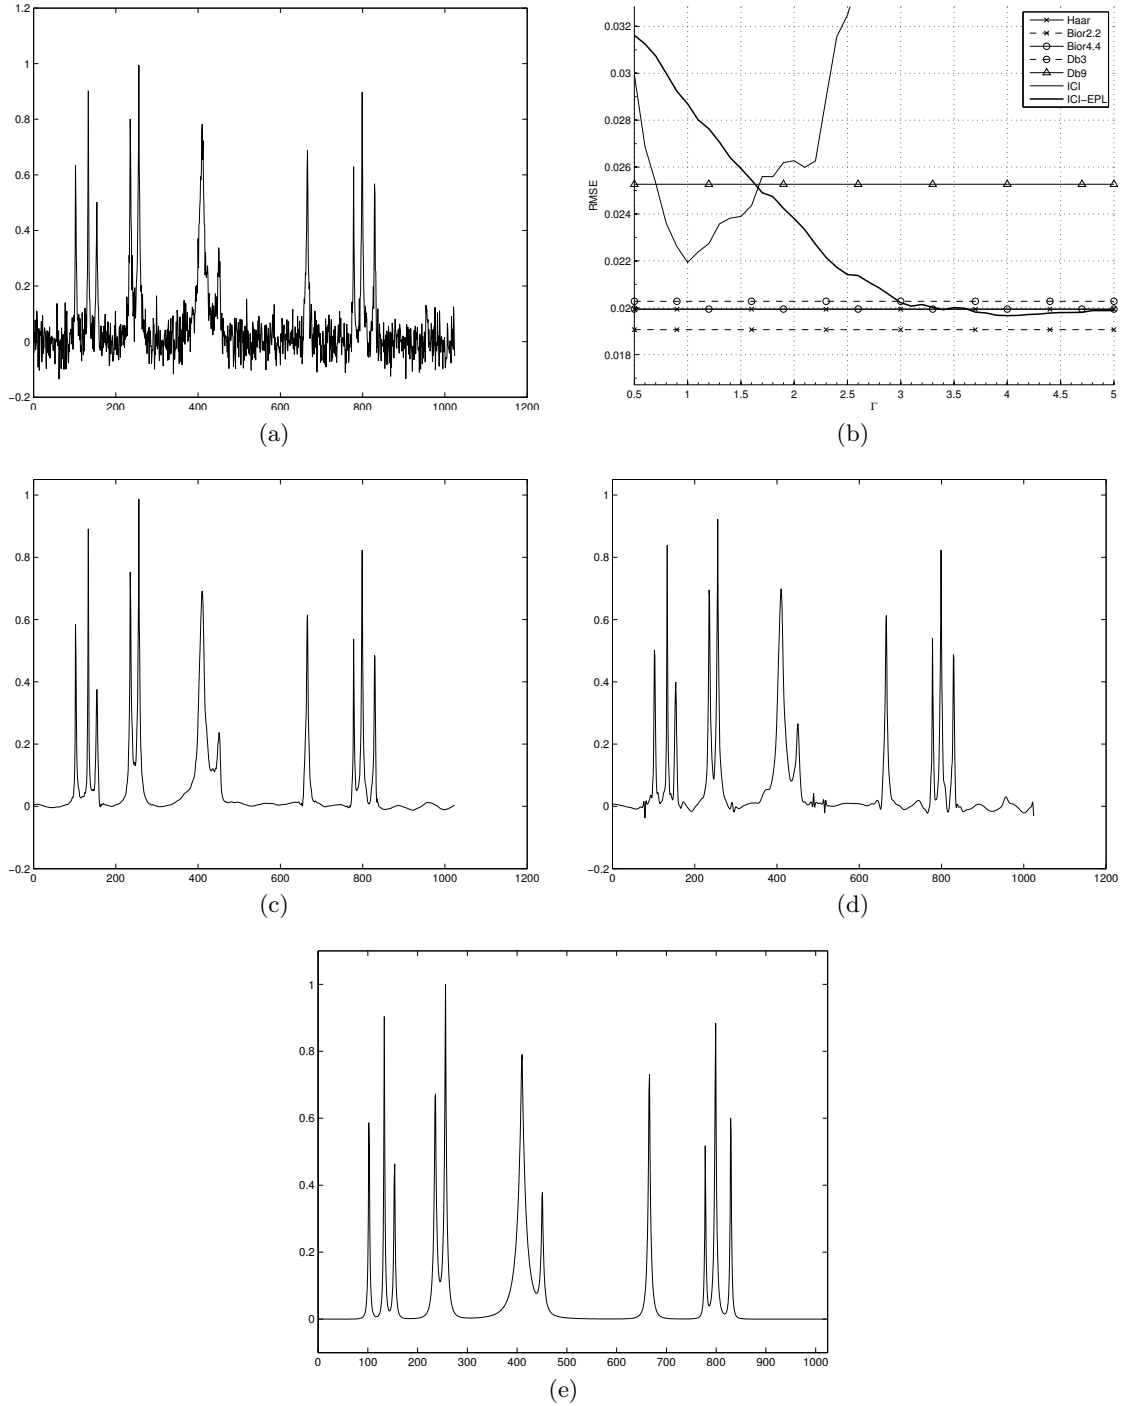 1.2
1
0.8
0.6
0.4
0.2
0
−0.2
0 200 400 600 800 1000 1200
(a)
0.032
0.03
0.028
0.026
0.024
0.022
0.020
0.018
RMSE
Haar
Bior2.2
Bior4.4
Db3
Db9
ICI
ICI−EPL
0.5 1 1.5 2 2.5 3 3.5 4 4.5 5
Γ
(b)
1
0.8
0.6
0.4
0.2
0
−0.2
0 200 400 600 800 1000 1200
(c)
1
0.8
0.6
0.4
0.2
0
−0.2
0 200 400 600 800 1000 1200
(d)
1
0.8
0.6
0.4
0.2
0
0 100 200 300 400 500 600 700 800 900 1000
(e)